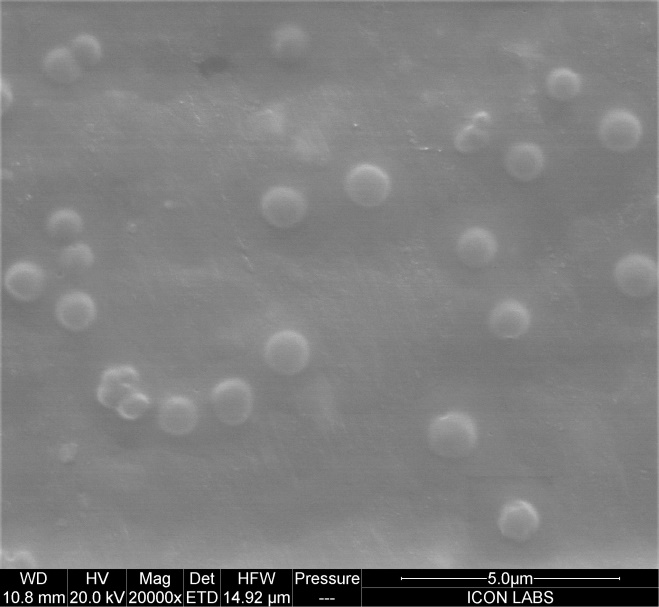 WD HV Mag Det HFW Pressure 5.0µm
10.8 mm 20.0 kV 20000x ETD 14.92 µm --- ICON LABS